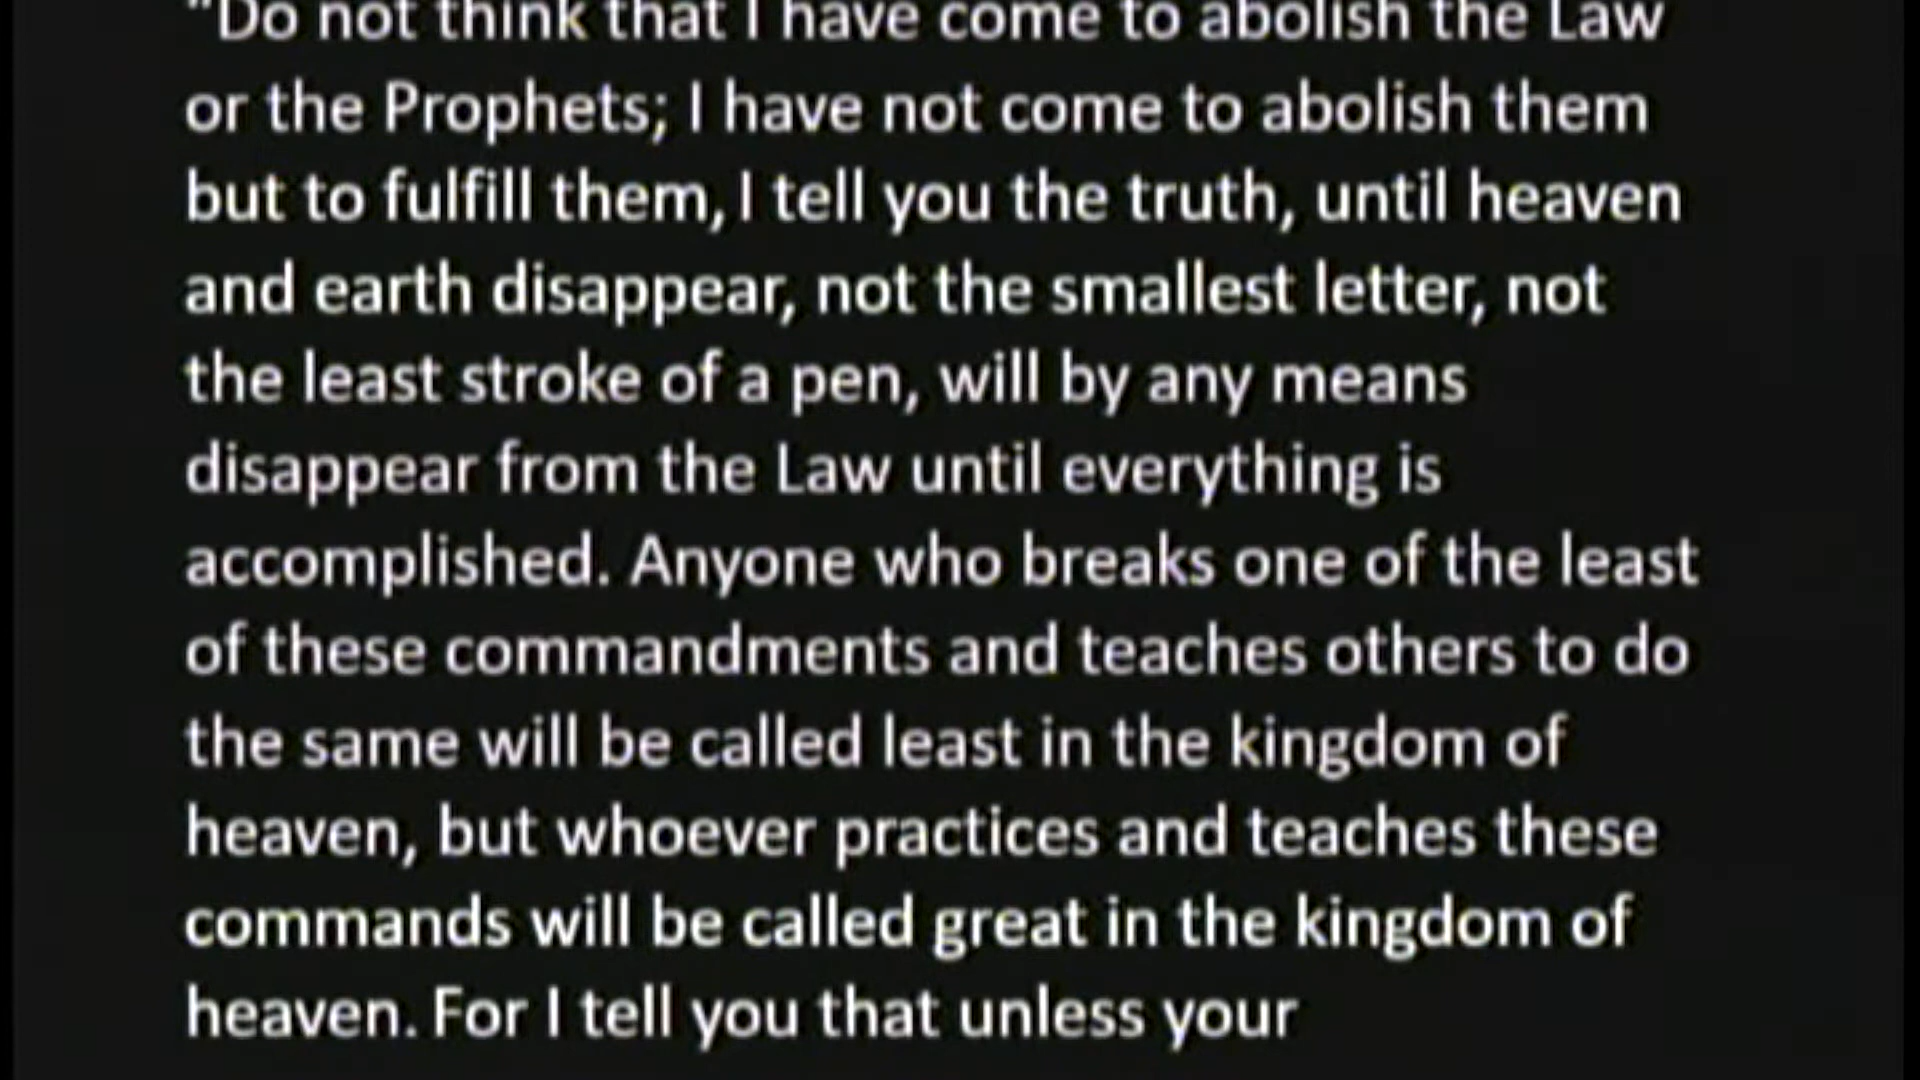 "Do not think that I have come to abolish the Law
or the Prophets; I have not come to abolish them
but to fulfill them, I tell you the truth, until heaven
and earth disappear, not the smallest letter, not
the least stroke of a pen, will by any means
disappear from the Law until everything is
accomplished. Anyone who breaks one of the least
of these commandments and teaches others to do
the same will be called least in the kingdom of
heaven, but whoever practices and teaches these
commands will be called great in the kingdom of
heaven. For I tell you that unless your